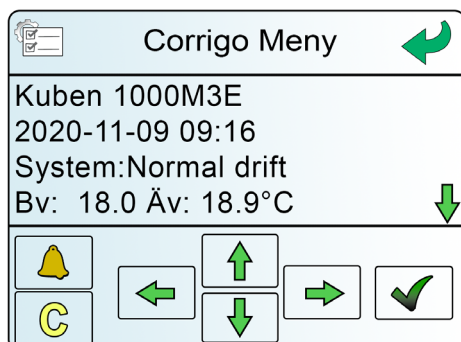 Corrigo Meny
Kuben 1000M3E
2020-11-09 09:16
System:Normal drift
Bv:  18.0 Äv: 18.9°C
C